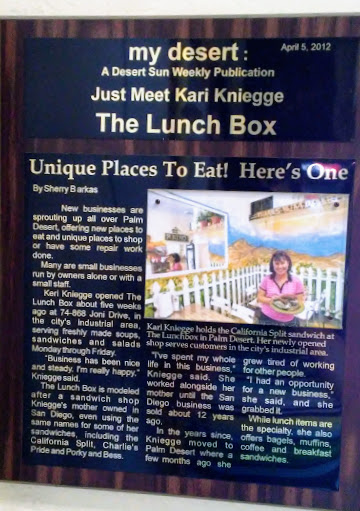 my desert :
April 5, 2012
A Desert Sun Weekly Publication
Just Meet Kari Kniegge
The Lunch Box
Unique Places To Eat! Here's One
By Sherry Barkas
New businesses are
sprouting up all over Palm
Desert, offering new places to
eat and unique places to shop
or have some repair work
done.
Many are small businesses
run by owners alone or with a
small staff.
Keri Kniegge opened The
Lunch Box about five weeks
ago at 74-868 Joni Drive, in
the city's industrial area,
serving freshly made soups,
sandwiches and salads
Monday through Friday.
"Business has been nice
and steady. I'm really happy."
Kniegge said.
The Lunch Box is modeled
after a sandwich shop
Kniegge's mother owned in
San Diego, even using the
same names for some of her
sandwiches, including the
California Split, Charlie's
Pride and Porky and Bess.
Kari Kniegge holds the California Split sandwich at
The Lunchbox in Palm Desert. Her newly opened
shop serves customers in the city's industrial area.
"I've spent my whole
life in this business,"
Kniegge said. She
worked alongside her
mother until the San
Diego business was
sold about 12 years
ago.
In the years since,
Kniegge moved to
Palm Desert where a
few months ago she
grew tired of working
for other people.
"I had an opportunity
for a new business,"
she said, and she
grabbed it.
While lunch items are
the specialty, she also
offers bagels, muffins,
coffee and breakfast
sandwiches.